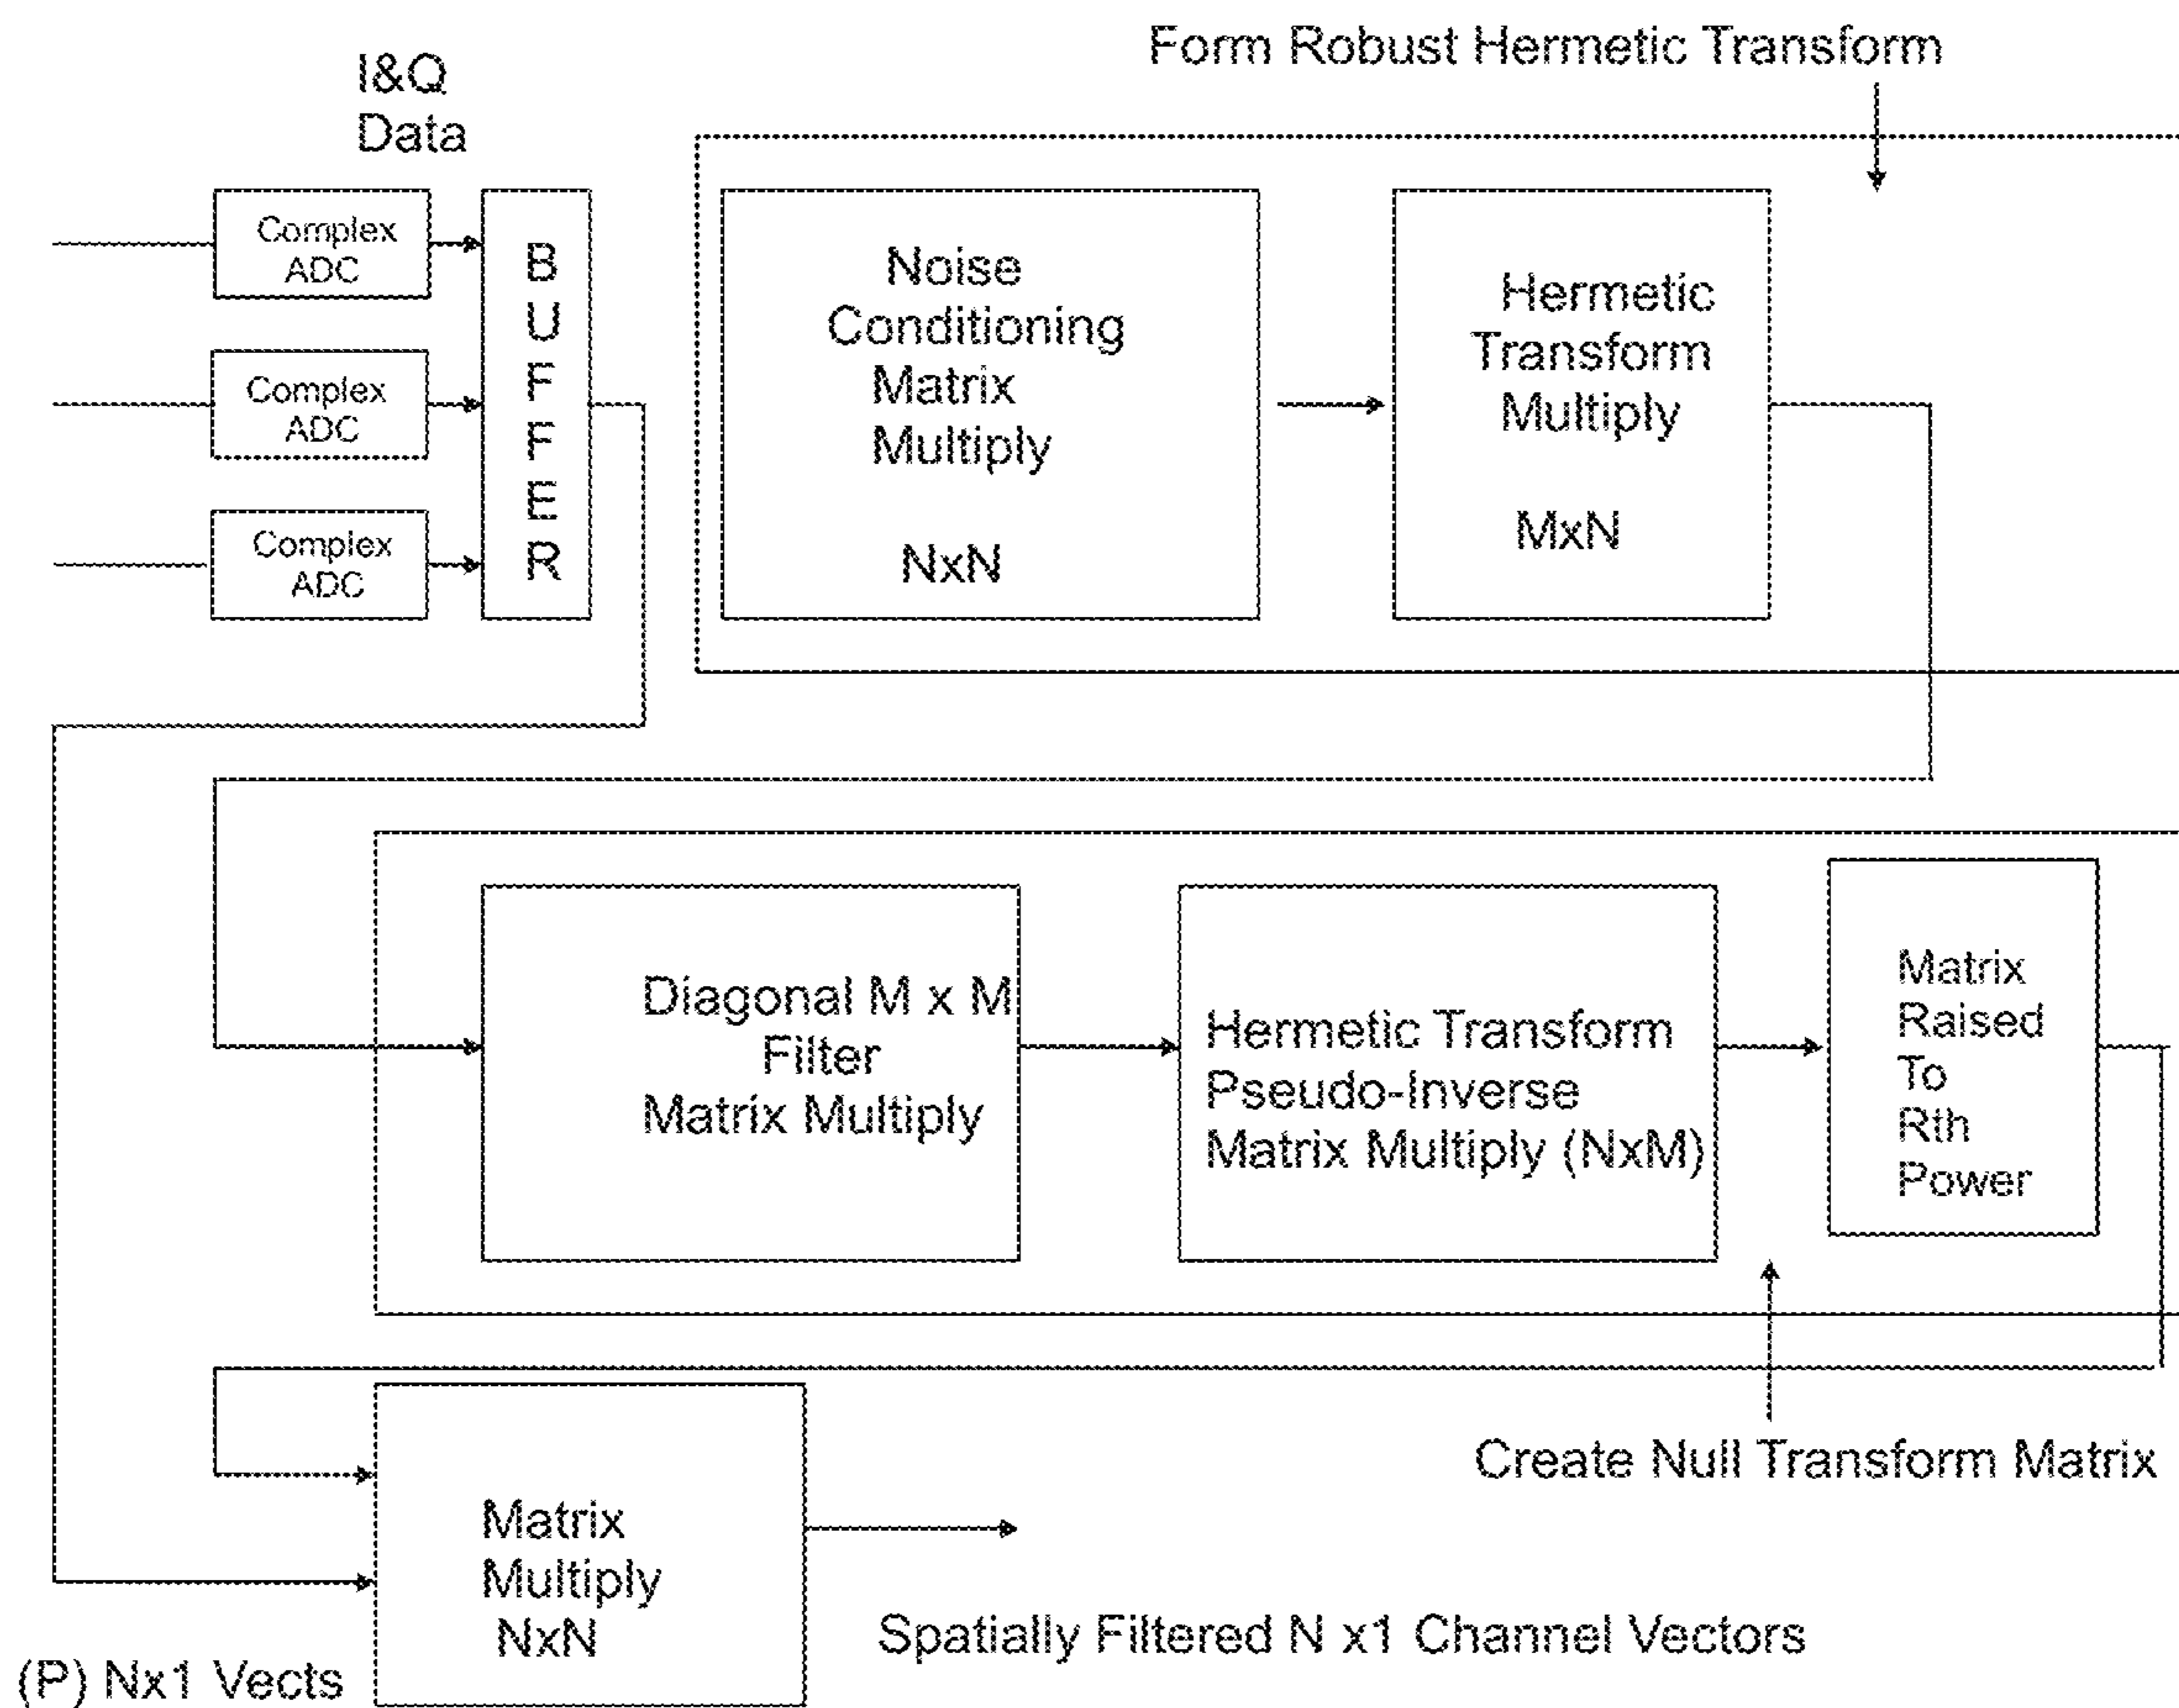 Form Robust Hermetic Transform
I&Q
Data
Complex
ADC
Complex
ADC
Complex
ADC
B
U
F
F
E
R
Noise
Conditioning
Matrix
Multiply
NxN
Hermetic
Transform
Multiply
MxN
Diagonal M x M
Filter
Matrix Multiply
Hermetic Transform
Pseudo-Inverse
Matrix Multiply (NxM)
Matrix
Raised
To
Rth
Power
Create Null Transform Matrix
Matrix
Multiply
NxN
Spatially Filtered N x1 Channel Vectors
(P) Nx1 Vects